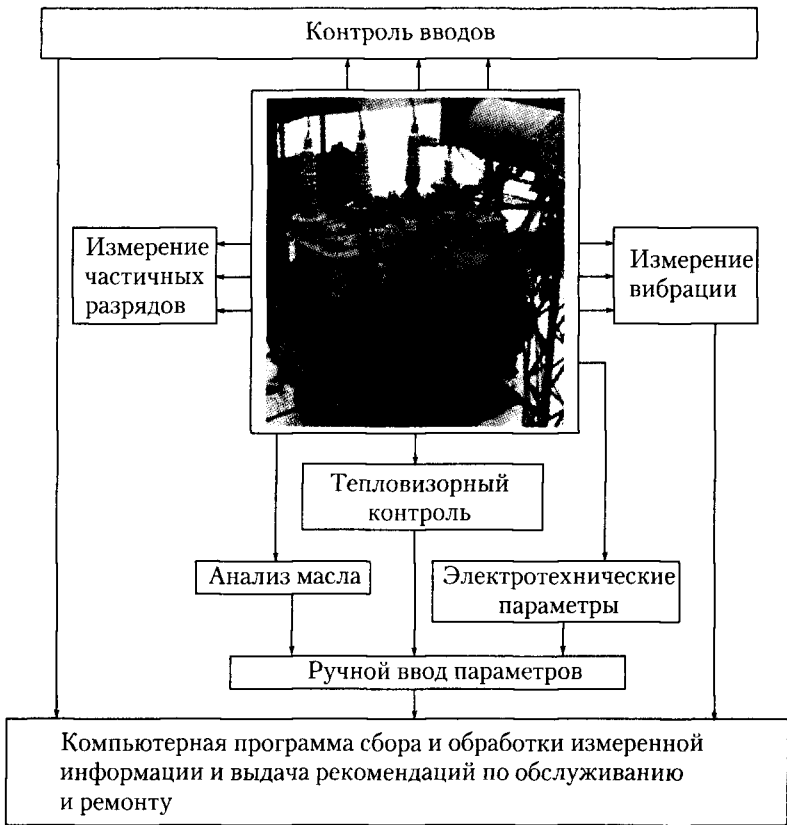 Контроль вводов
Измерение
частичных
разрядов
Измерение
вибрации
Тепловизорный
контроль
Анализ масла
Электротехнические
параметры
Ручной ввод параметров
Компьютерная программа сбора и обработки измеренной
информации и выдача рекомендаций по обслуживанию
и ремонту